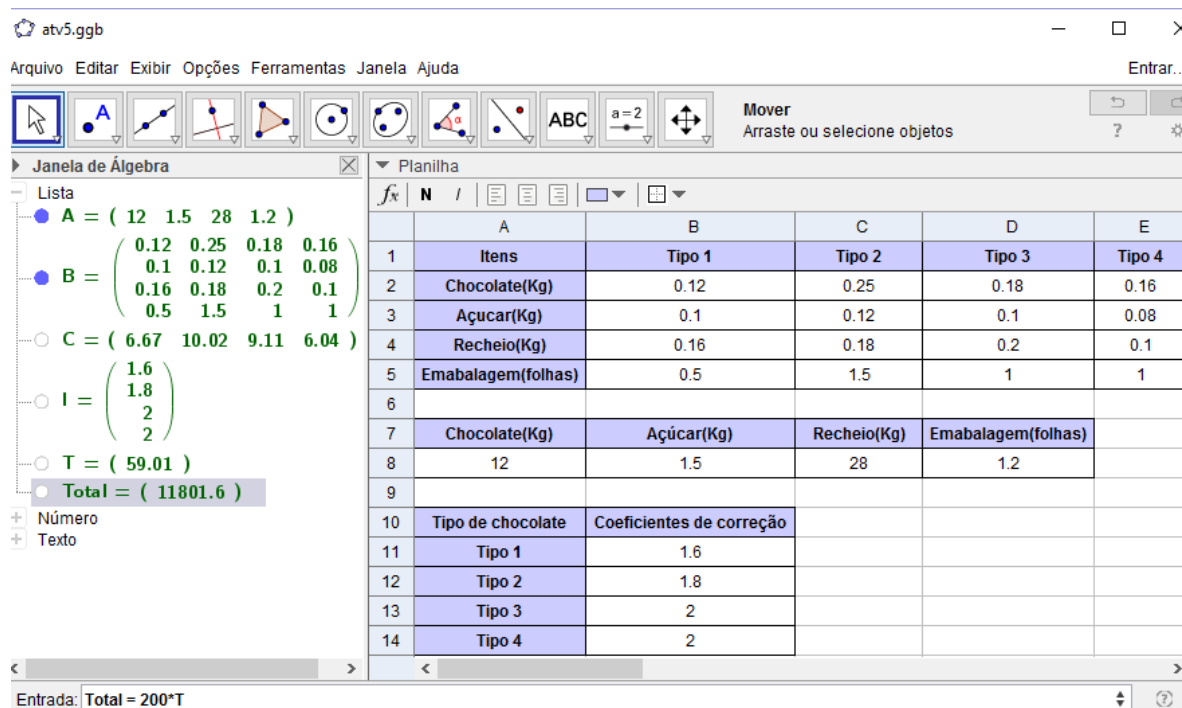 atv5.ggb
Arquivo Editar Exibir Opções Ferramentas Janela Ajuda Entrar...
A ABC a=2 Mover
Arraste ou selecione objetos
Janela de Álgebra
Lista
A = ( 12 1.5 28 1.2 )
0.12 0.25 0.18 0.16
0.1 0.12 0.1 0.08
B =
0.16 0.18 0.2 0.1
0.5 1.5 1 1
C = ( 6.67 10.02 9.11 6.04 )
1.6
1.8
I =
2
2
T = ( 59.01 )
Total = ( 11801.6 )
Número
Texto
Planilha
fx N I
A B C D E
1 Itens Tipo 1 Tipo 2 Tipo 3 Tipo 4
2 Chocolate(Kg) 0.12 0.25 0.18 0.16
3 Açucar(Kg) 0.1 0.12 0.1 0.08
4 Recheio(Kg) 0.16 0.18 0.2 0.1
5 Emabalagem(folhas) 0.5 1.5 1 1
6
7 Chocolate(Kg) Açúcar(Kg) Recheio(Kg) Emabalagem(folhas)
8 12 1.5 28 1.2
9
10 Tipo de chocolate Coeficientes de correção
11 Tipo 1 1.6
12 Tipo 2 1.8
13 Tipo 3 2
14 Tipo 4 2
Entrada: Total = 200*T